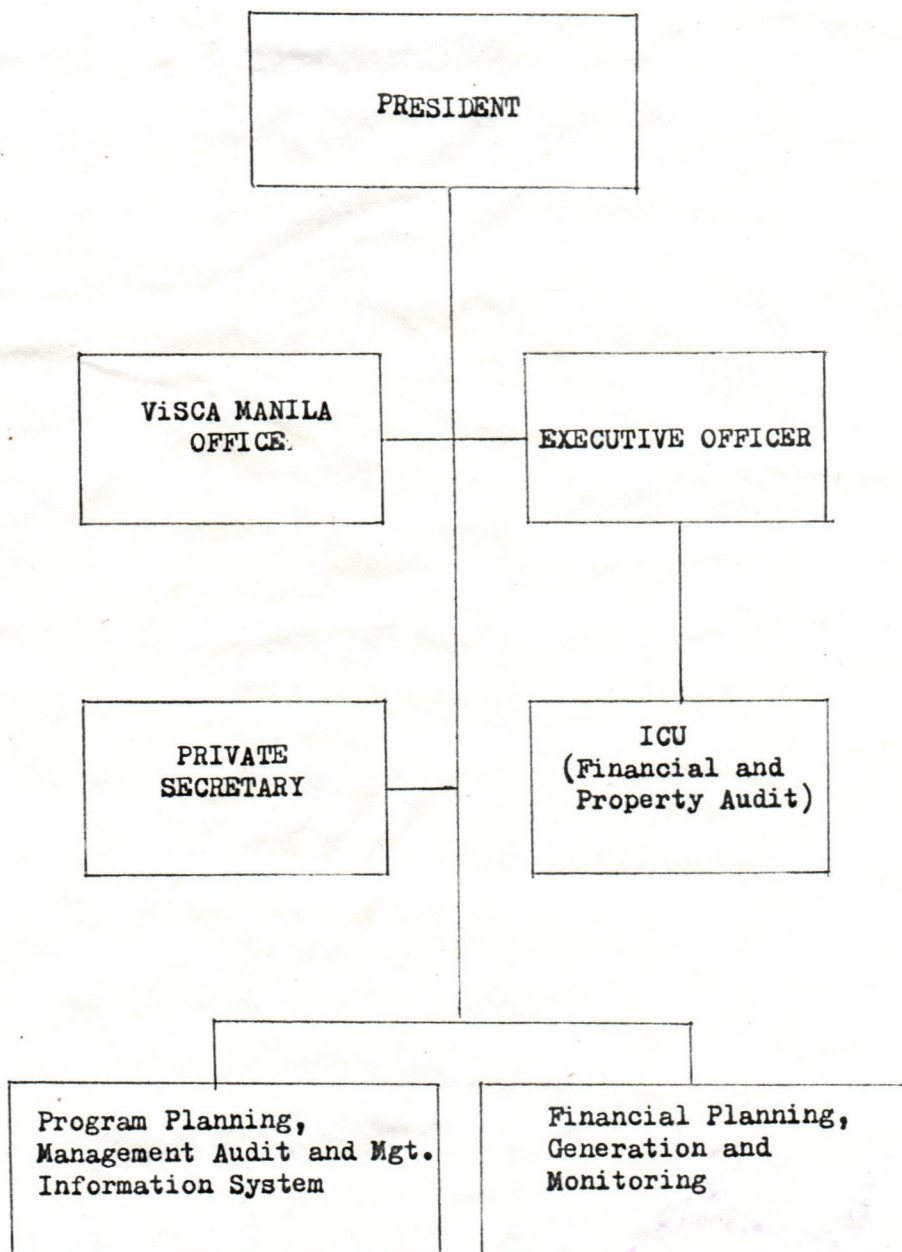 PRESIDENT
ViSCA MANILA
OFFICE
EXECUTIVE OFFICER
PRIVATE
SECRETARY
ICU
(Financial and
Property Audit)
Program Planning,
Management Audit and Mgt.
Information System
Financial Planning,
Generation and
Monitoring